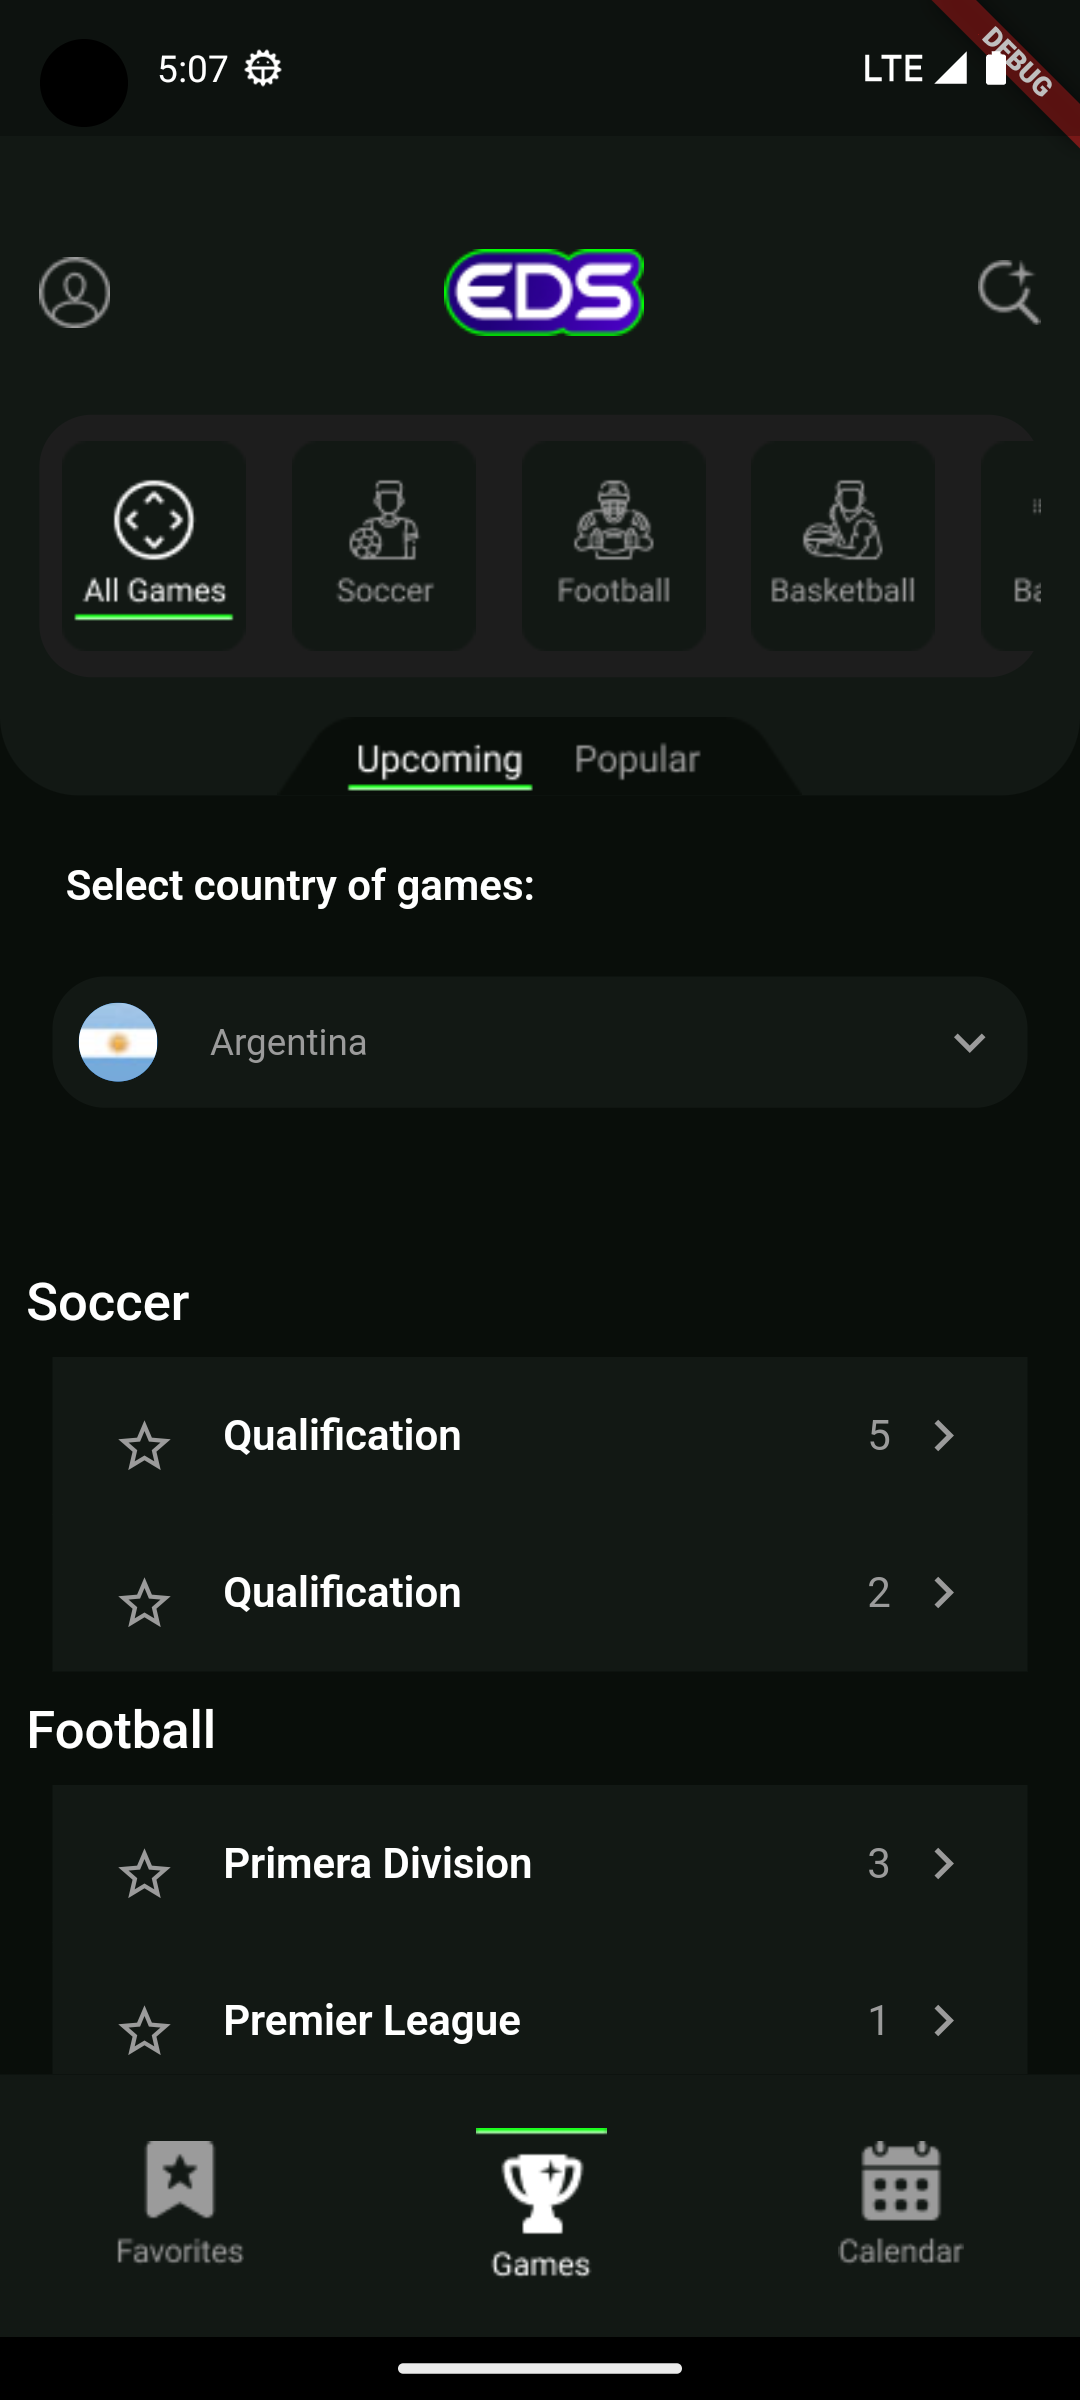 5:07
LTE
DEBUG
EDS
All Games
Soccer
Football
Basketball
Upcoming
Popular
Select country of games:
Argentina
Soccer
Qualification 5
Qualification 2
Football
Primera Division 3
Premier League 1
Favorites
Games
Calendar